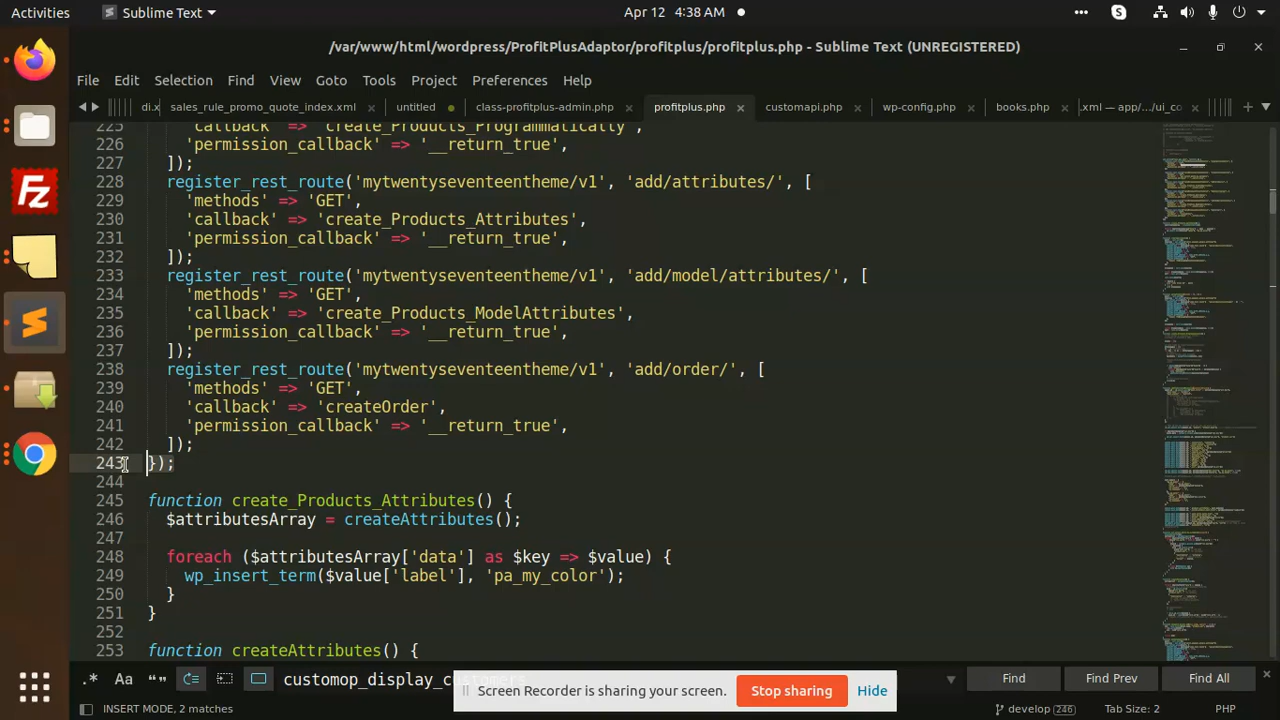 Activities Sublime Text Apr 12 4:38 AM
/var/www/html/wordpress/ProfitPlusAdaptor/profitplus/profitplus.php - Sublime Text (UNREGISTERED)
File Edit Selection Find View Goto Tools Project Preferences Help
di.x sales_rule_promo_quote_index.xml untitled class-profitplus-admin.php profitplus.php customapi.php wp-config.php books.php .xml — app/…/ui_co
225 'callback' => 'create_Products_Programmatically',
226 'permission_callback' => '__return_true',
227 ]);
228 register_rest_route('mytwentyseventeentheme/v1', 'add/attributes/', [
229 'methods' => 'GET',
230 'callback' => 'create_Products_Attributes',
231 'permission_callback' => '__return_true',
232 ]);
233 register_rest_route('mytwentyseventeentheme/v1', 'add/model/attributes/', [
234 'methods' => 'GET',
235 'callback' => 'create_Products_ModelAttributes',
236 'permission_callback' => '__return_true',
237 ]);
238 register_rest_route('mytwentyseventeentheme/v1', 'add/order/', [
239 'methods' => 'GET',
240 'callback' => 'createOrder',
241 'permission_callback' => '__return_true',
242 ]);
243 });
244
245 function create_Products_Attributes() {
246 $attributesArray = createAttributes();
247
248 foreach ($attributesArray['data'] as $key => $value) {
249 wp_insert_term($value['label'], 'pa_my_color');
250 }
251 }
252
253 function createAttributes() {
.* Aa “” customop_display_customers Find Find Prev Find All
Screen Recorder is sharing your screen. Stop sharing Hide
INSERT MODE, 2 matches develop 246 Tab Size: 2 PHP